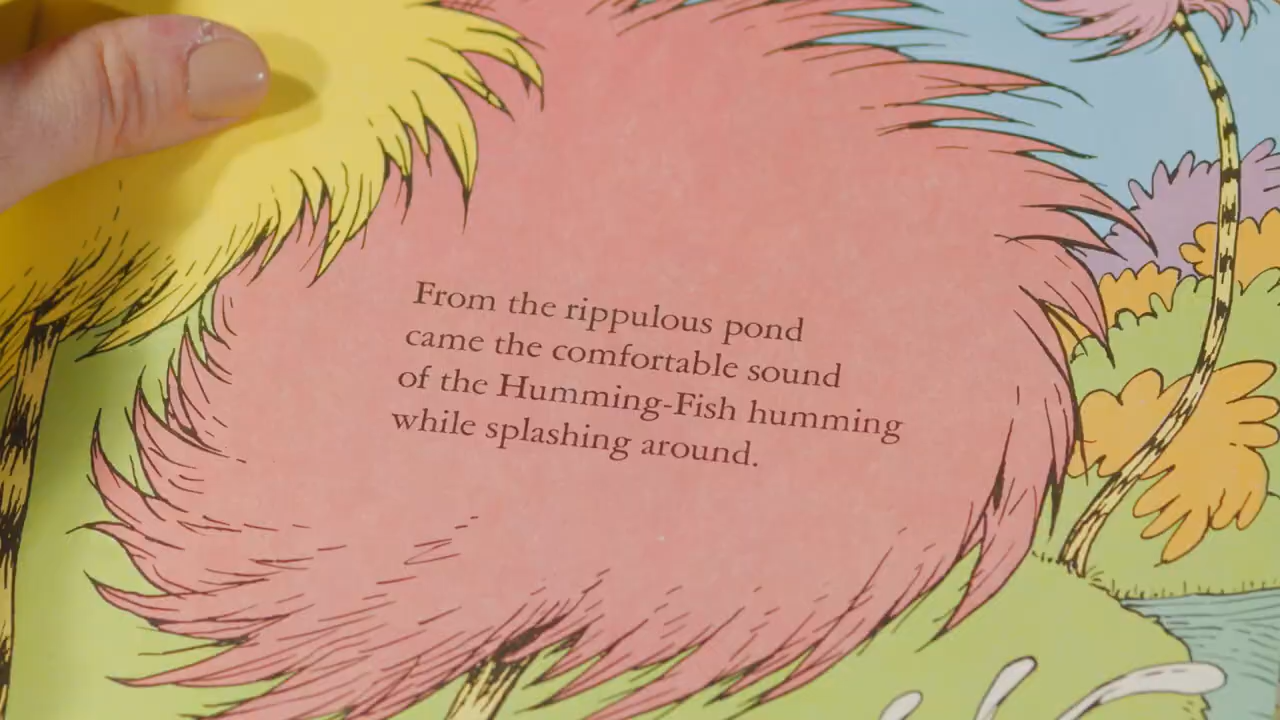 From the rippulous pond
came the comfortable sound
of the Humming-Fish humming
while splashing around.